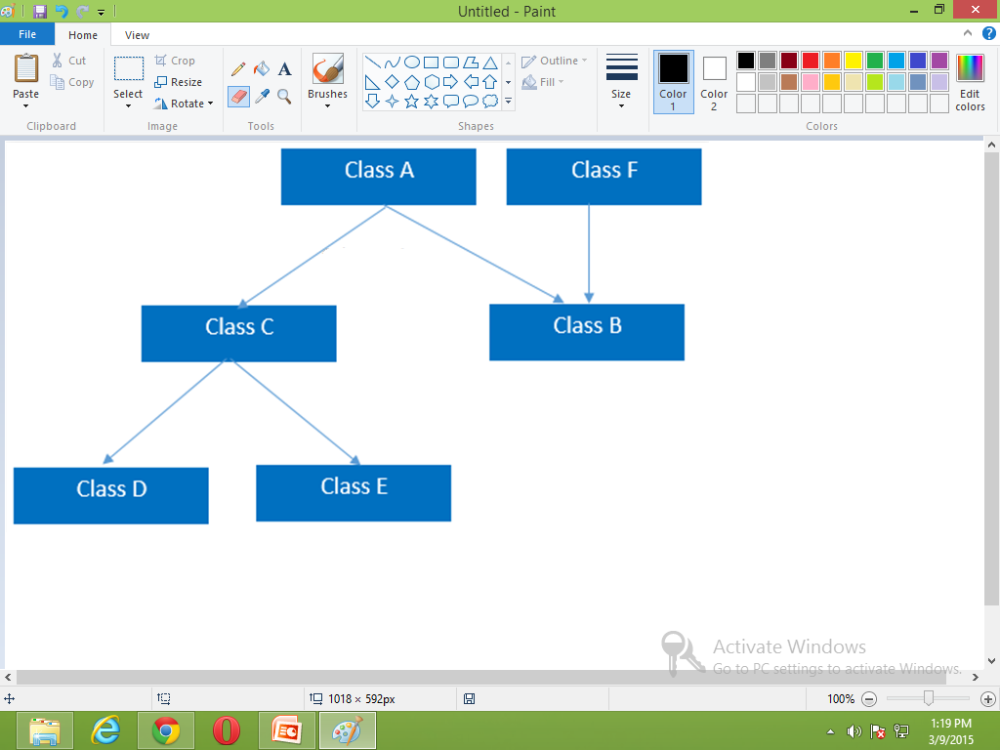 Untitled - Paint
File Home View
Paste
Cut
Copy
Clipboard
Select
Crop
Resize
Rotate
Image
A
Tools
Brushes
Shapes
Outline
Fill
Size
Color 1
Color 2
Edit colors
Colors
Class A
Class F
Class C
Class B
Class D
Class E
Activate Windows
Go to PC settings to activate Windows.
1018 × 592px
100%
1:19 PM
3/9/2015